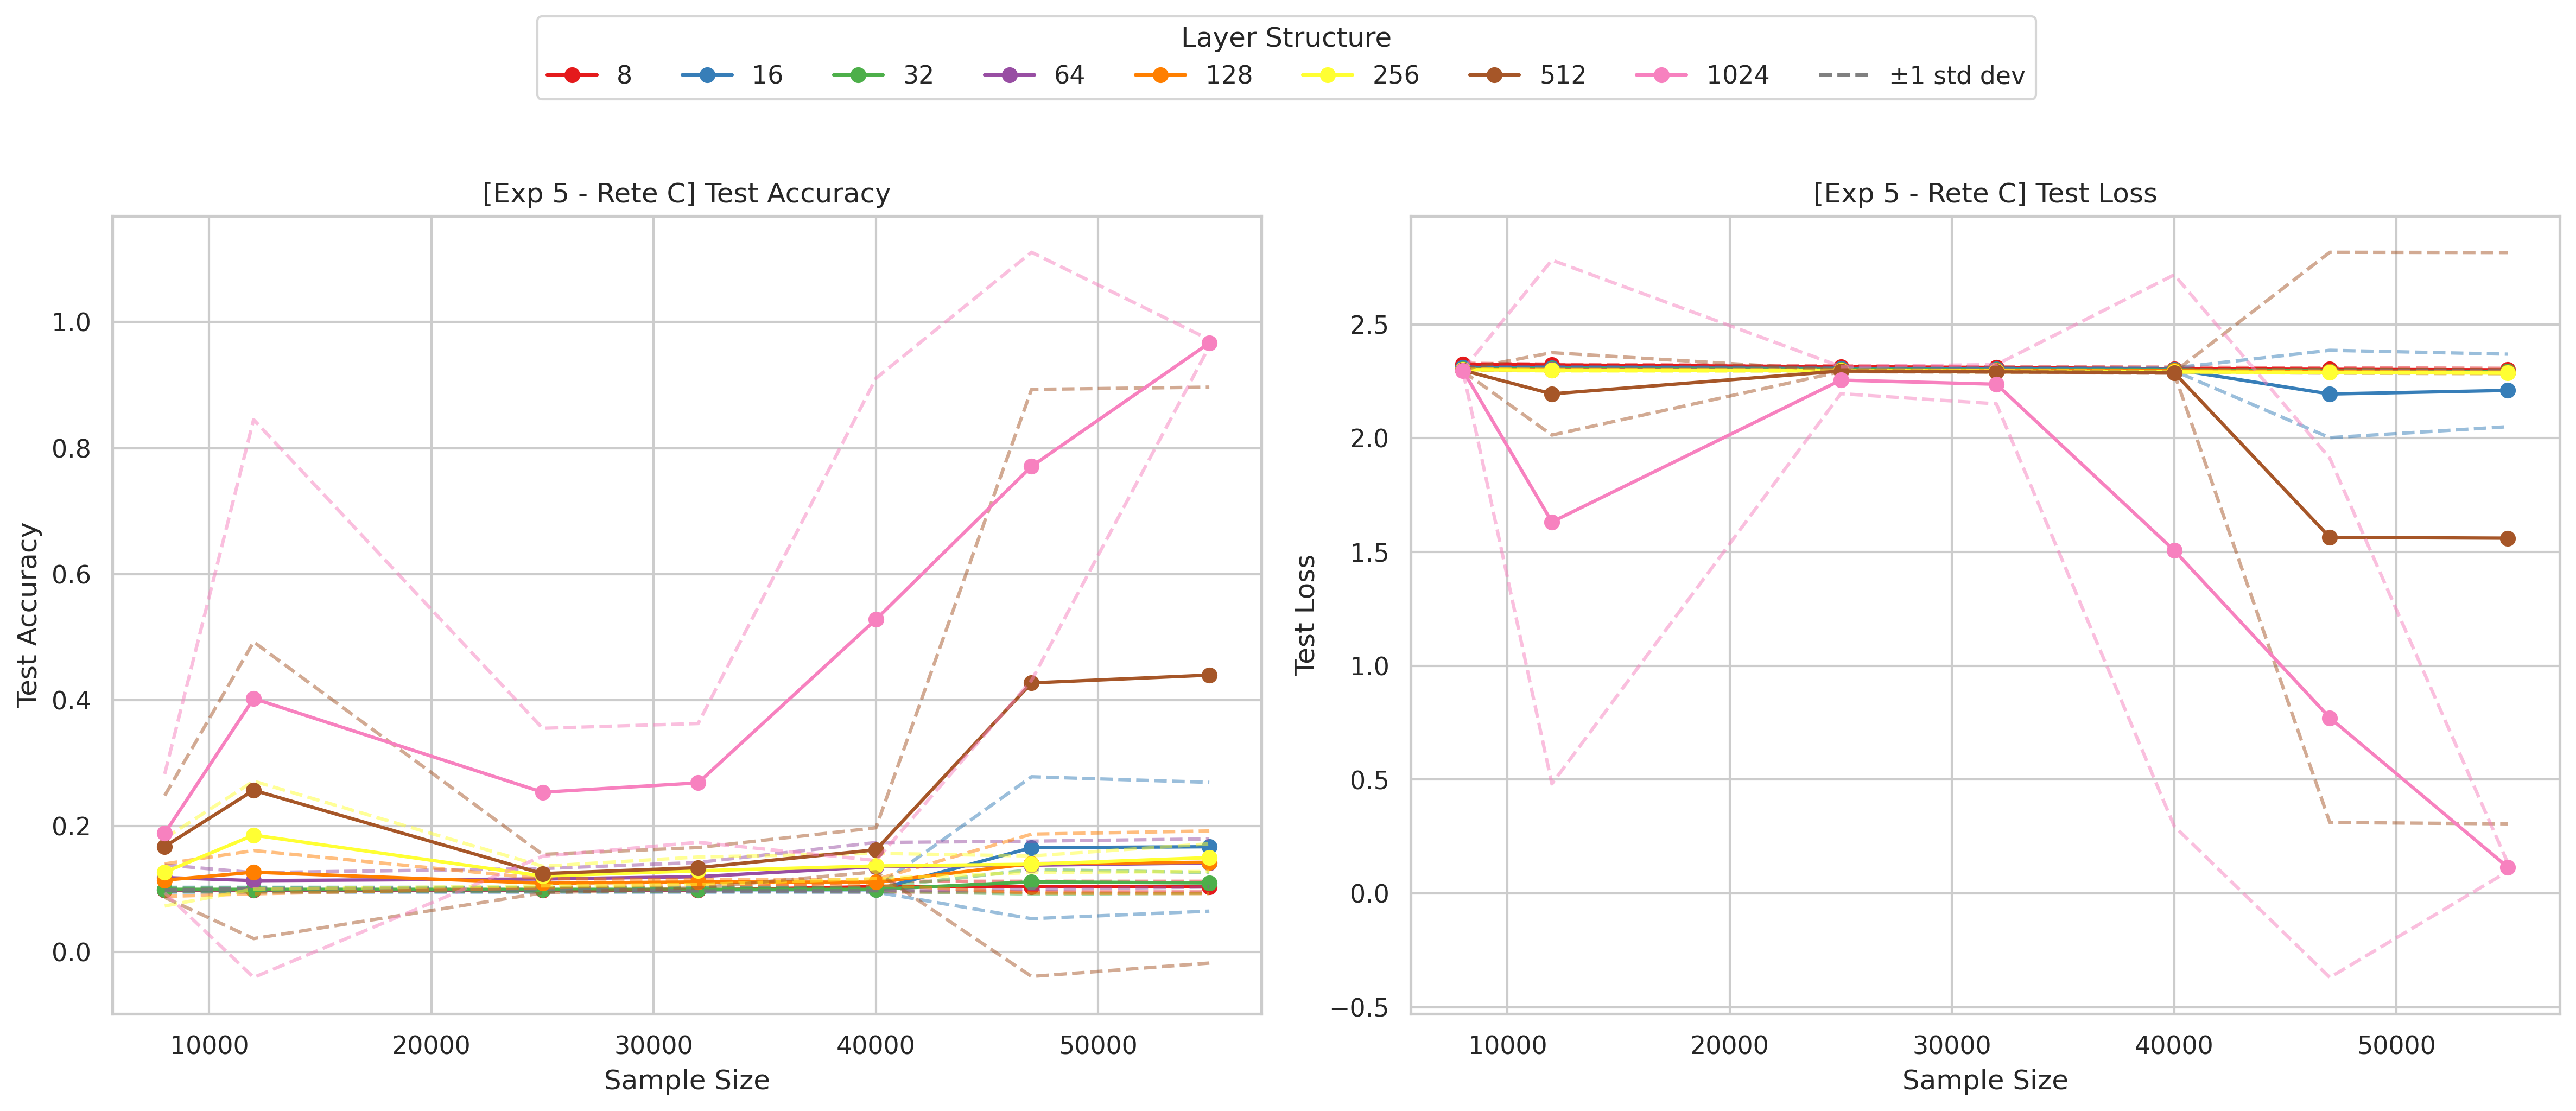 Layer Structure
8 16 32 64 128 256 512 1024 ±1 std dev
[Exp 5 - Rete C] Test Accuracy
Test Accuracy
1.0
0.8
0.6
0.4
0.2
0.0
10000 20000 30000 40000 50000
Sample Size
[Exp 5 - Rete C] Test Loss
Test Loss
2.5
2.0
1.5
1.0
0.5
0.0
−0.5
10000 20000 30000 40000 50000
Sample Size